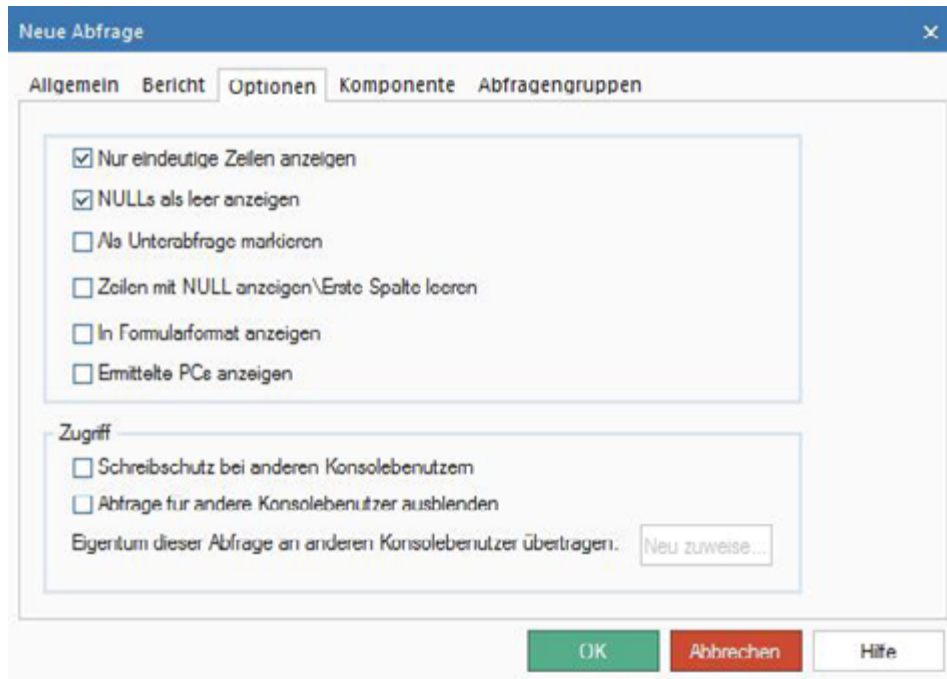 Neue Abfrage
Allgemein Bericht Optionen Komponente Abfragengruppen
Nur eindeutige Zeilen anzeigen
NULLs als leer anzeigen
Als Unterabfrage markieren
Zeilen mit NULL anzeigen\Erste Spalte leeren
In Formularformat anzeigen
Ermittelte PCs anzeigen
Zugriff
Schreibschutz bei anderen Konsolebenutzern
Abfrage für andere Konsolebenutzer ausblenden
Eigentum dieser Abfrage an anderen Konsolebenutzer übertragen: Neu zuweise...
OK Abbrechen Hilfe